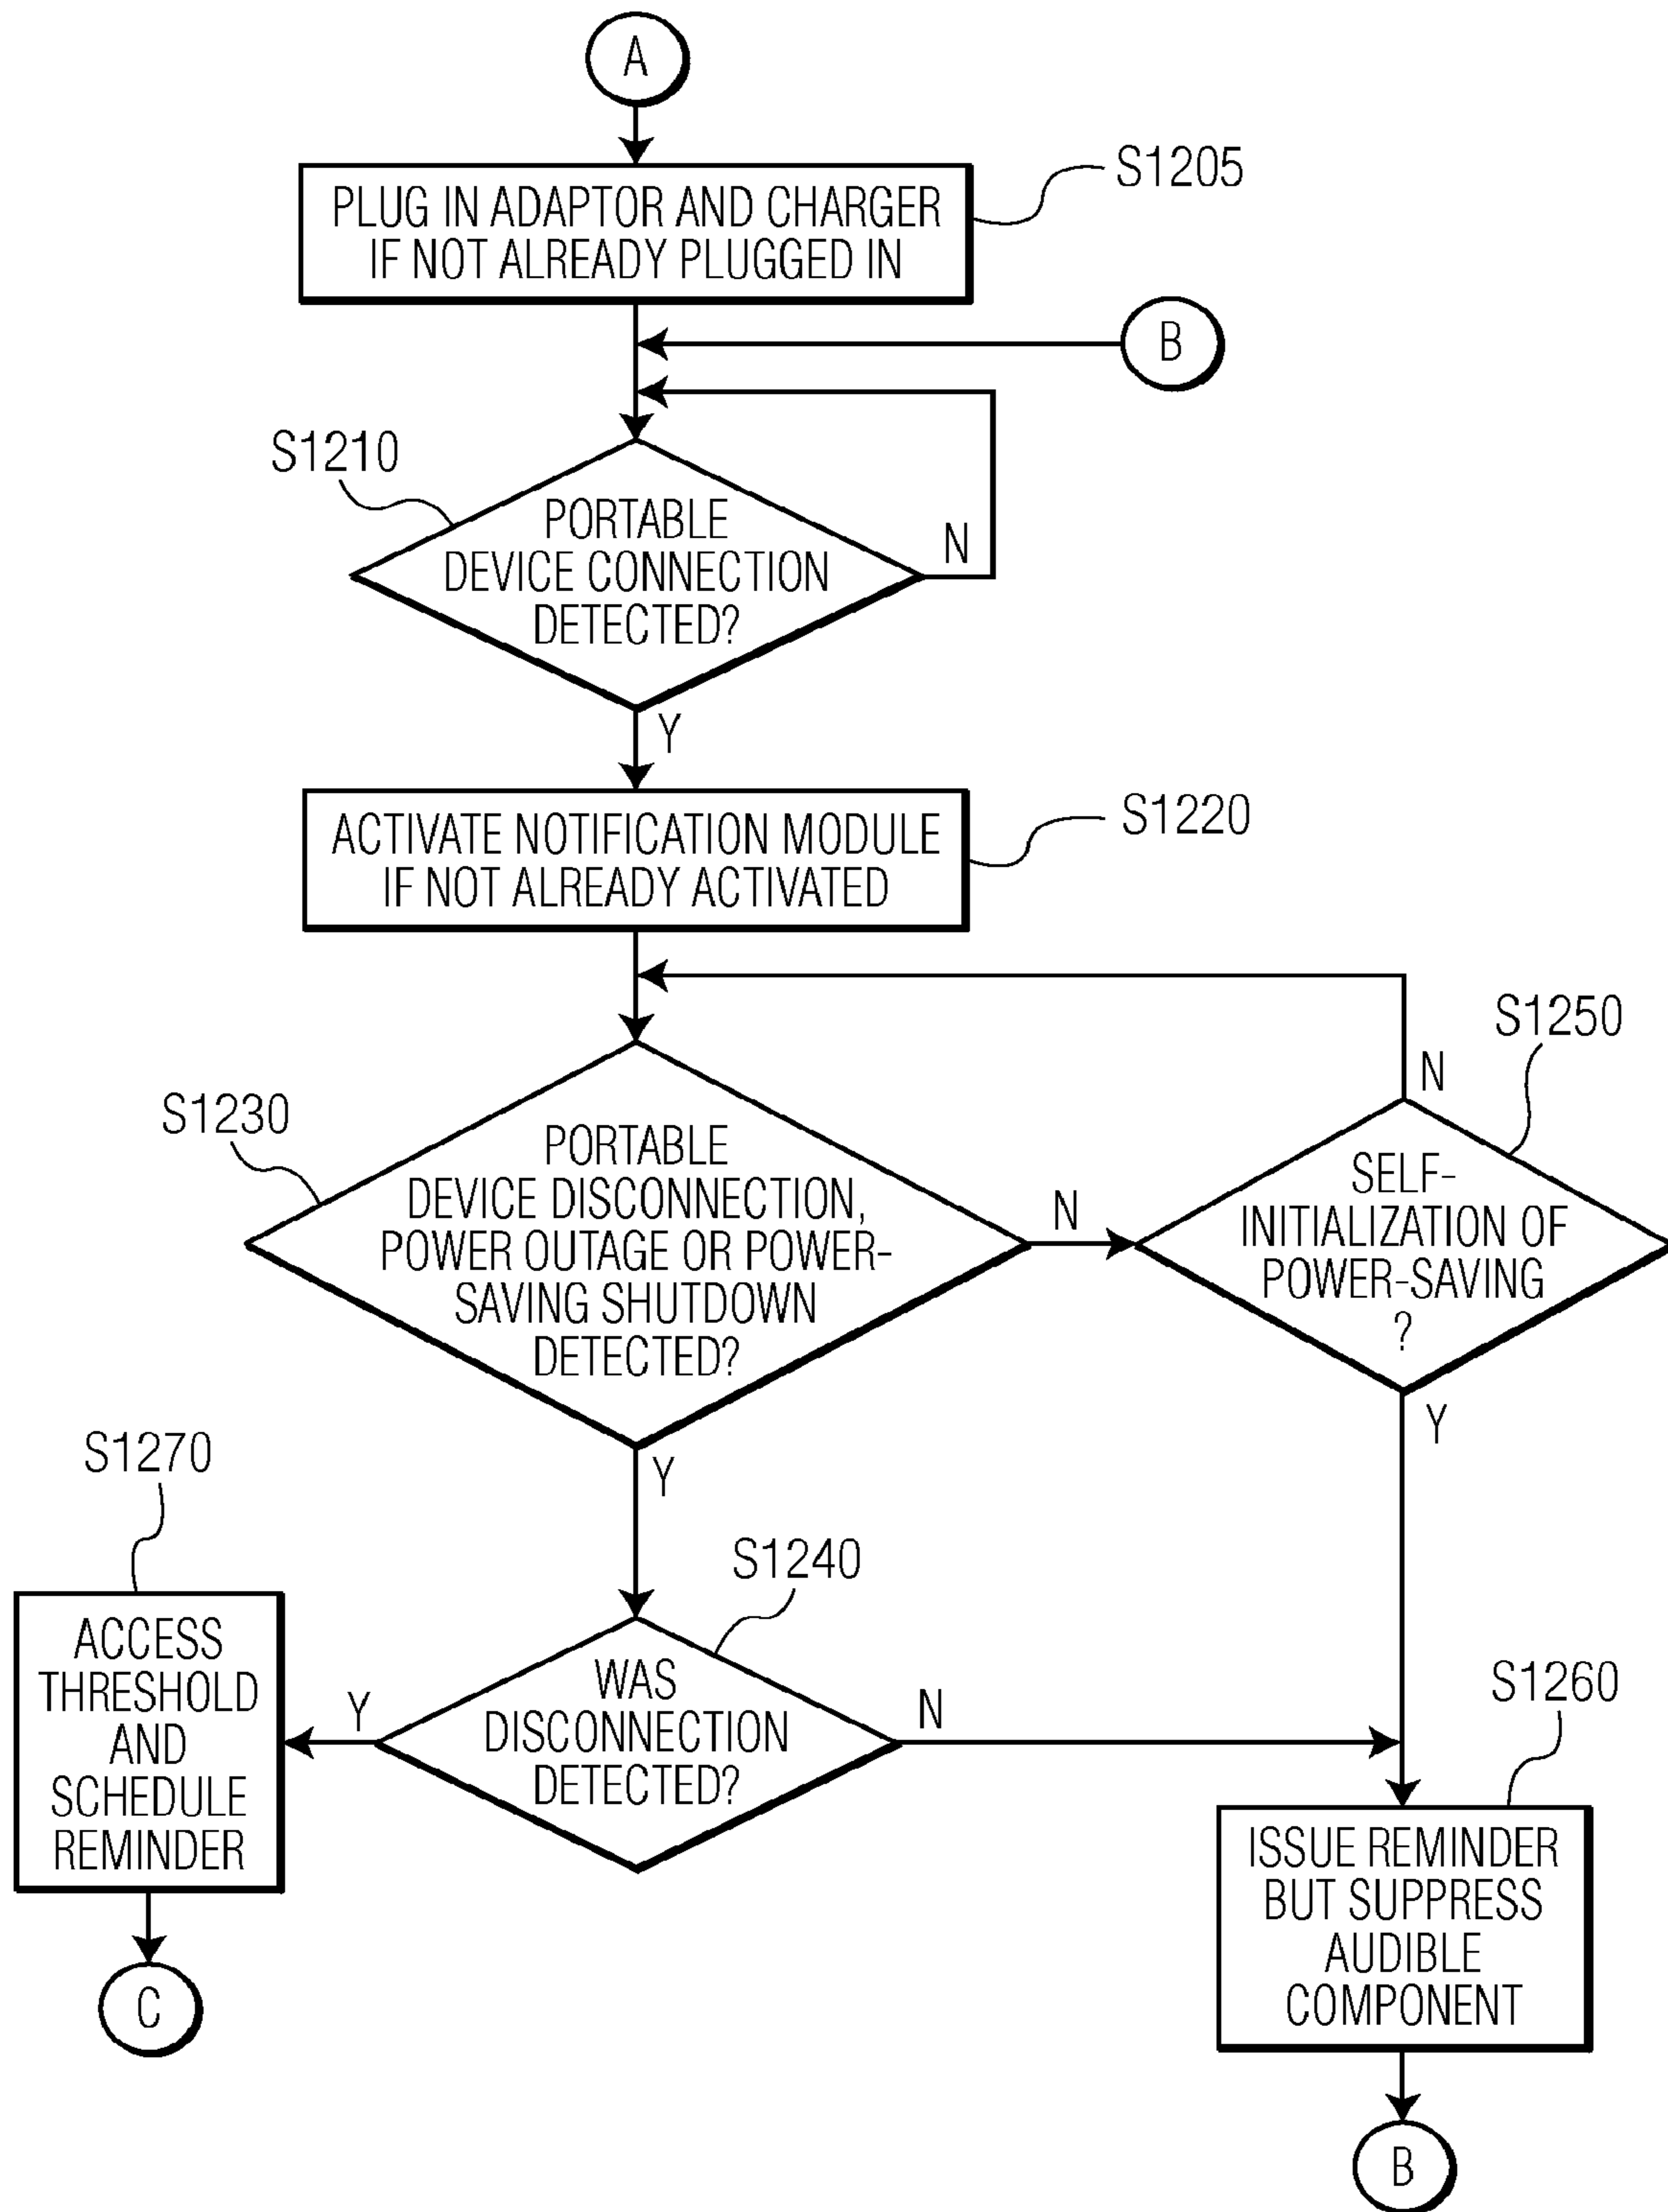 A
S1205
PLUG IN ADAPTOR AND CHARGER
IF NOT ALREADY PLUGGED IN
B
S1210
PORTABLE
DEVICE CONNECTION
DETECTED?
N
Y
S1220
ACTIVATE NOTIFICATION MODULE
IF NOT ALREADY ACTIVATED
S1250
N
S1230
PORTABLE
DEVICE DISCONNECTION,
POWER OUTAGE OR POWER-
SAVING SHUTDOWN
DETECTED?
N
SELF-
INITIALIZATION OF
POWER-SAVING
?
Y
Y
S1270
S1240
ACCESS
THRESHOLD
AND
SCHEDULE
REMINDER
Y
WAS
DISCONNECTION
DETECTED?
N
S1260
ISSUE REMINDER
BUT SUPPRESS
AUDIBLE
COMPONENT
C
B